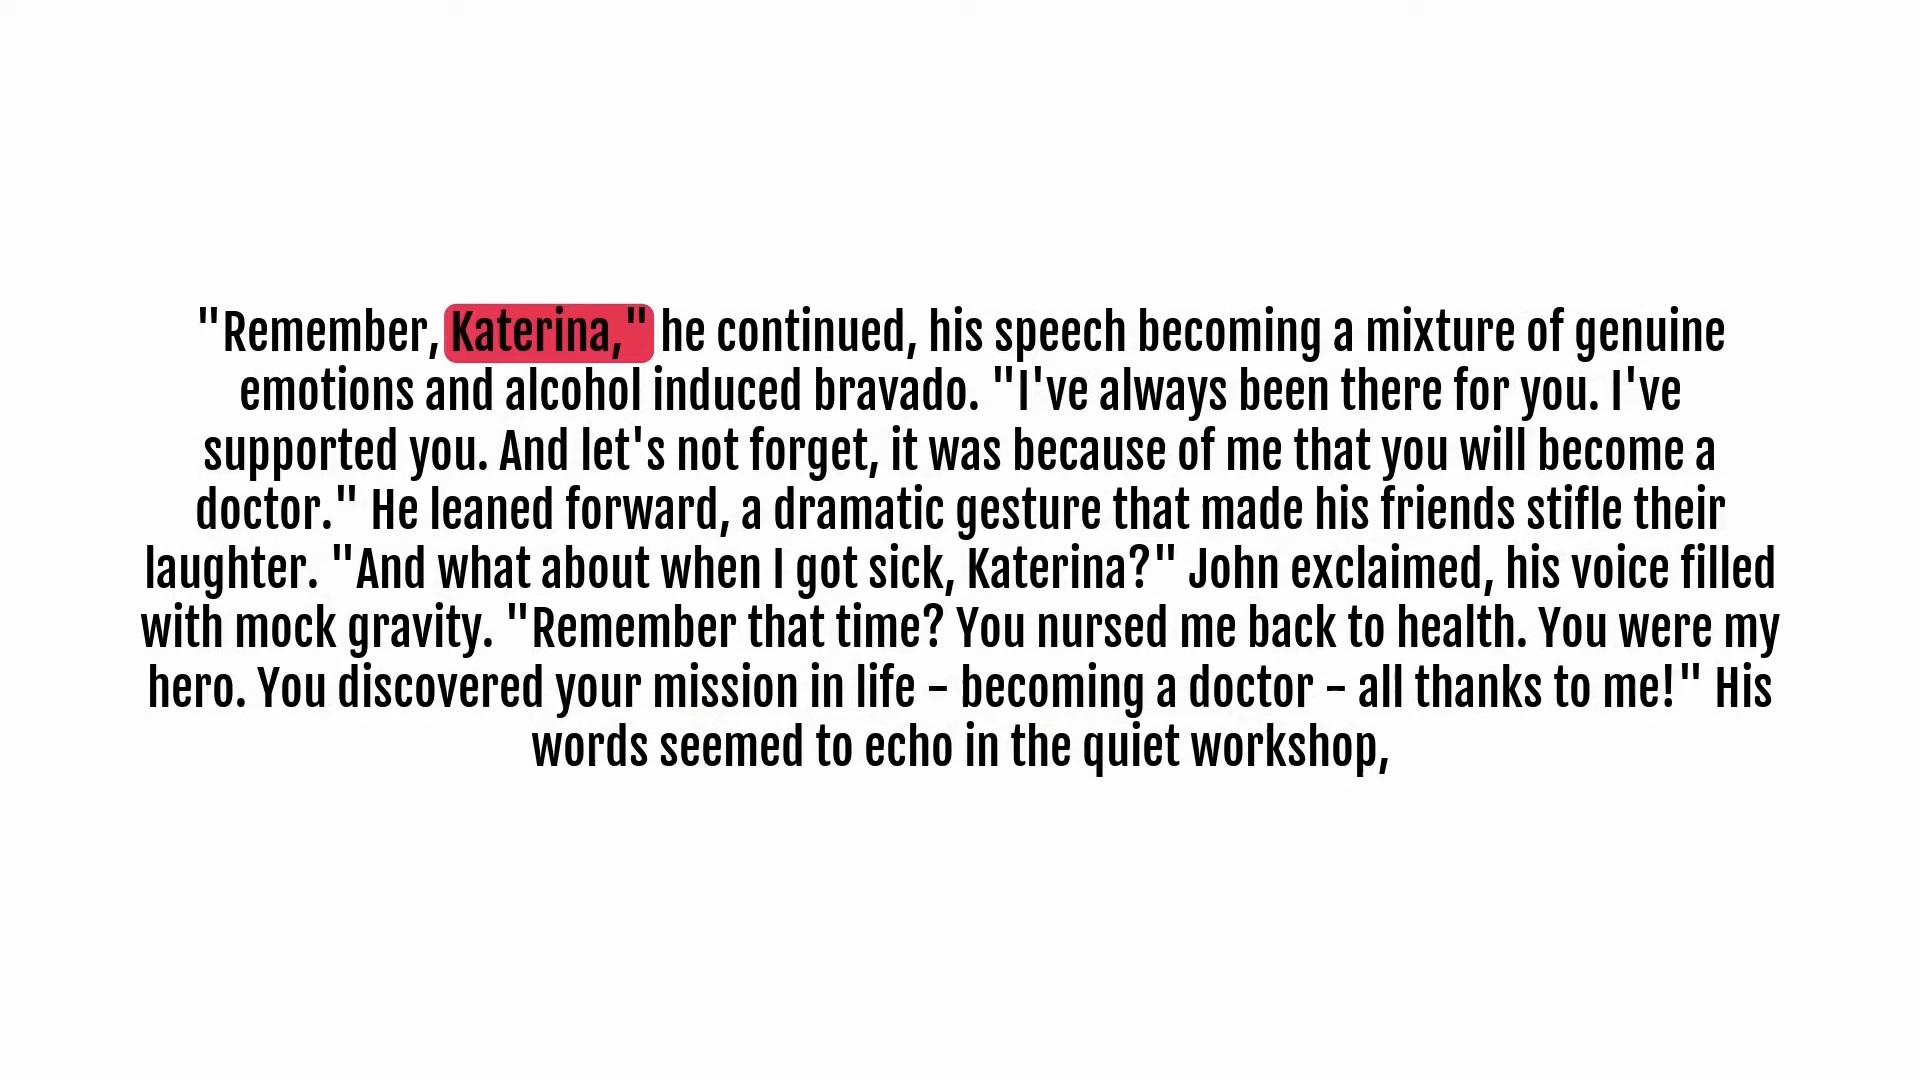 "Remember, Katerina," he continued, his speech becoming a mixture of genuine
emotions and alcohol induced bravado. "I've always been there for you. I've
supported you. And let's not forget, it was because of me that you will become a
doctor." He leaned forward, a dramatic gesture that made his friends stifle their
laughter. "And what about when I got sick, Katerina?" John exclaimed, his voice filled
with mock gravity. "Remember that time? You nursed me back to health. You were my
hero. You discovered your mission in life - becoming a doctor - all thanks to me!" His
words seemed to echo in the quiet workshop,